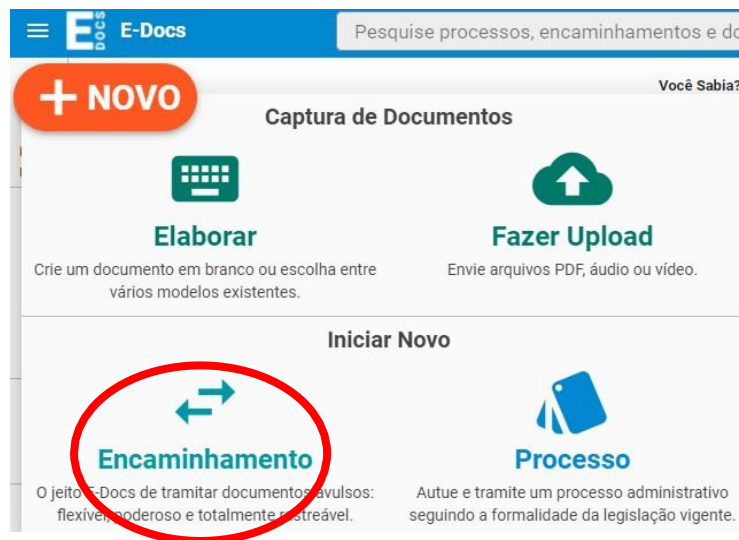 E DOCS E-Docs Pesquise processos, encaminhamentos e do
Você Sabia?
+ NOVO
Captura de Documentos
Elaborar Fazer Upload
Crie um documento em branco ou escolha entre Envie arquivos PDF, áudio ou vídeo.
vários modelos existentes.
Iniciar Novo
Encaminhamento Processo
O jeito E-Docs de tramitar documentos avulsos: Autue e tramite um processo administrativo
flexível, poderoso e totalmente rastreável. seguindo a formalidade da legislação vigente.